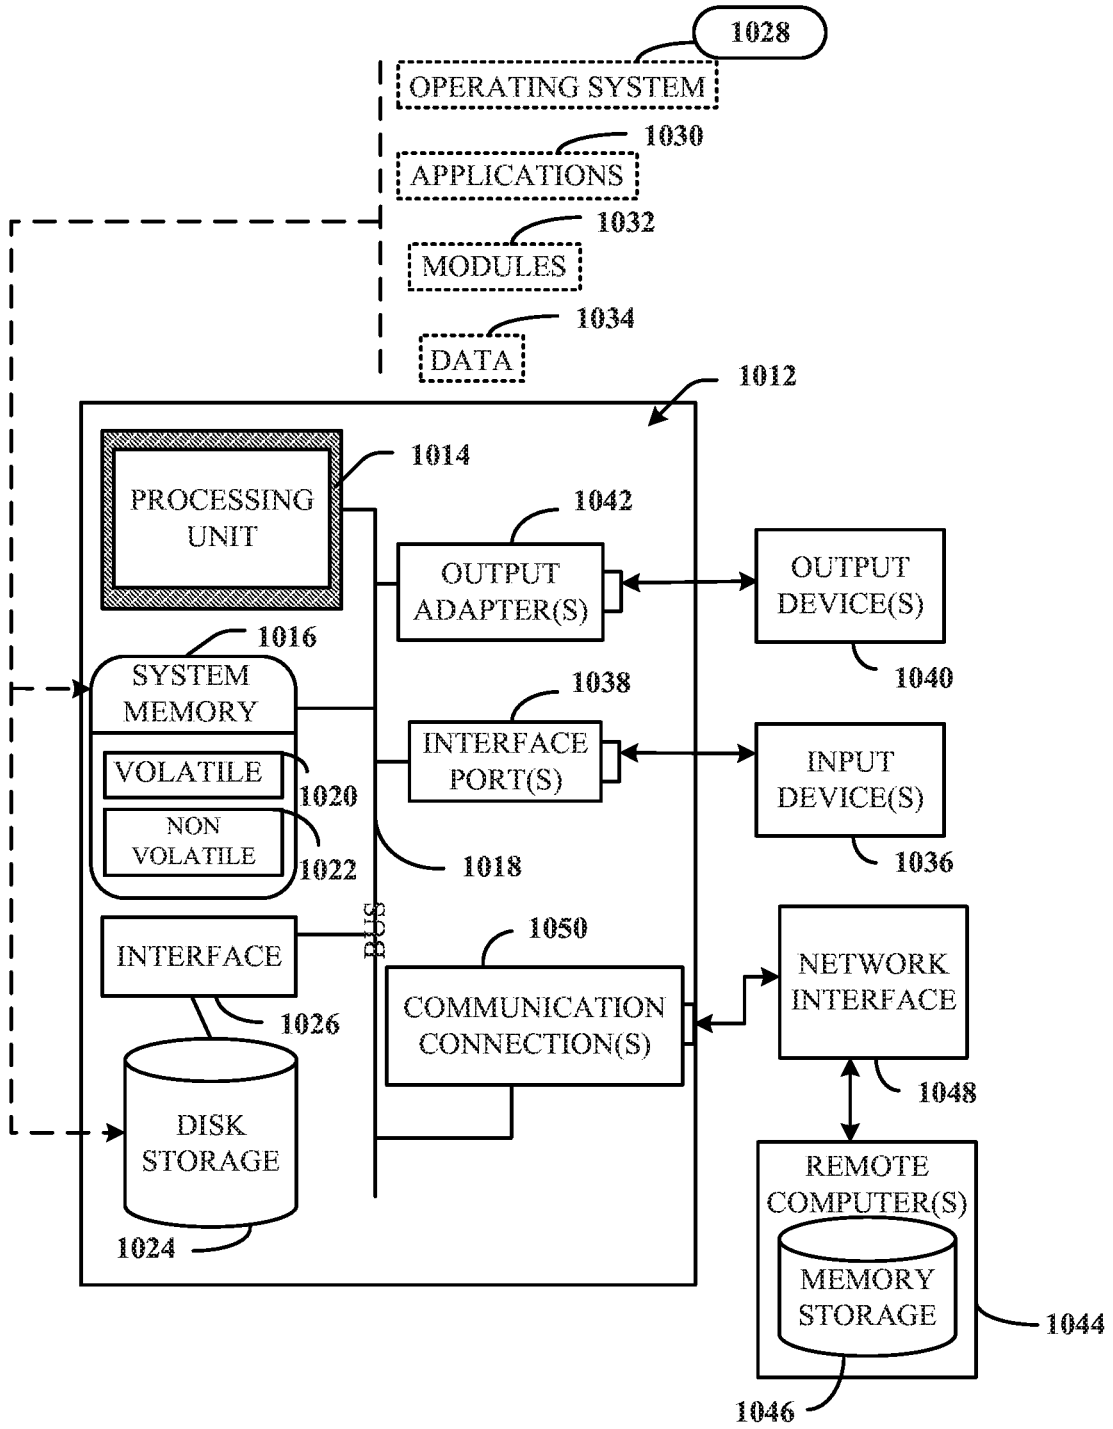 1028
OPERATING SYSTEM
1030
APPLICATIONS
1032
MODULES
1034
DATA
1012
1014
PROCESSING
UNIT
1042
OUTPUT
ADAPTER(S)
OUTPUT
DEVICE(S)
1040
1016
SYSTEM
MEMORY
VOLATILE
1020
NON
VOLATILE
1022
1038
INTERFACE
PORT(S)
INPUT
DEVICE(S)
1036
1018
BUS
INTERFACE
1026
1050
COMMUNICATION
CONNECTION(S)
NETWORK
INTERFACE
1048
DISK
STORAGE
1024
REMOTE
COMPUTER(S)
MEMORY
STORAGE
1044
1046